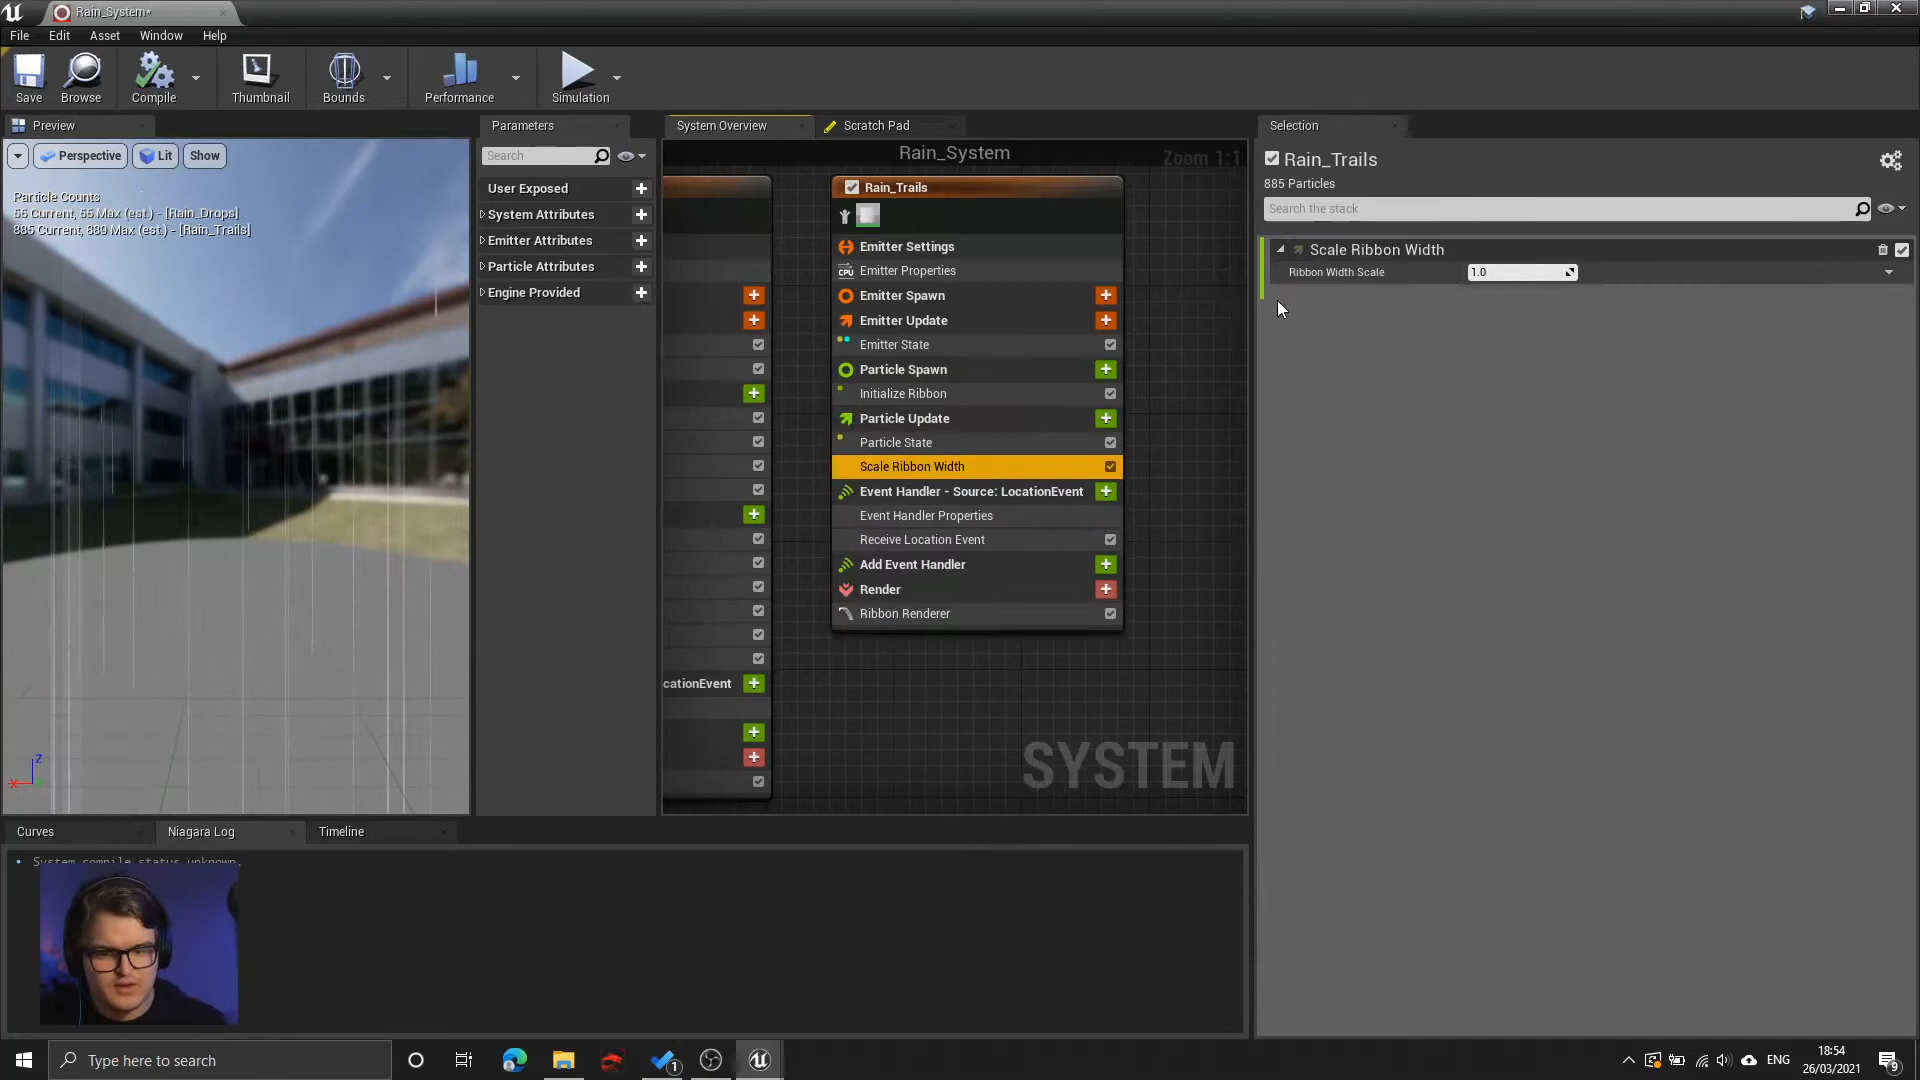 Rain_System*
File Edit Asset Window Help
Save Browse Compile Thumbnail Bounds Performance Simulation
Preview
Perspective Lit Show
Particle Counts
55 Current, 55 Max (est.) - [Rain_Drops]
885 Current, 889 Max (est.) - [Rain_Trails]
Z
X
Parameters
Search
User Exposed
System Attributes
Emitter Attributes
Particle Attributes
Engine Provided
System Overview Scratch Pad
Rain_System Zoom 1:1
cationEvent
Rain_Trails
Emitter Settings
CPU Emitter Properties
Emitter Spawn
Emitter Update
Emitter State
Particle Spawn
Initialize Ribbon
Particle Update
Particle State
Scale Ribbon Width
Event Handler - Source: LocationEvent
Event Handler Properties
Receive Location Event
Add Event Handler
Render
Ribbon Renderer
SYSTEM
Selection
Rain_Trails
885 Particles
Search the stack
Scale Ribbon Width
Ribbon Width Scale 1.0
Curves Niagara Log Timeline
System compile status unknown.
Type here to search
1
ENG
18:54
26/03/2021
9